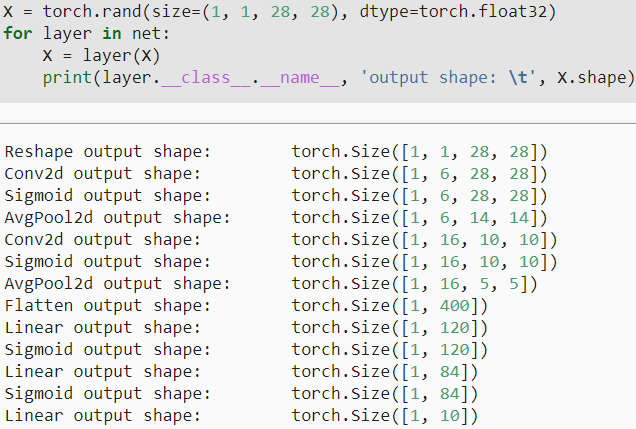 X = torch.rand(size=(1, 1, 28, 28), dtype=torch.float32)
for layer in net:
    X = layer(X)
    print(layer.__class__.__name__, 'output shape: \t', X.shape)
Reshape output shape:        torch.Size([1, 1, 28, 28])
Conv2d output shape:         torch.Size([1, 6, 28, 28])
Sigmoid output shape:        torch.Size([1, 6, 28, 28])
AvgPool2d output shape:      torch.Size([1, 6, 14, 14])
Conv2d output shape:         torch.Size([1, 16, 10, 10])
Sigmoid output shape:        torch.Size([1, 16, 10, 10])
AvgPool2d output shape:      torch.Size([1, 16, 5, 5])
Flatten output shape:        torch.Size([1, 400])
Linear output shape:         torch.Size([1, 120])
Sigmoid output shape:        torch.Size([1, 120])
Linear output shape:         torch.Size([1, 84])
Sigmoid output shape:        torch.Size([1, 84])
Linear output shape:         torch.Size([1, 10])